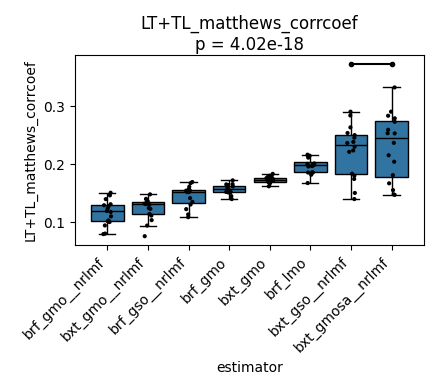 LT+TL_matthews_corrcoef
p = 4.02e-18
LT+TL_matthews_corrcoef
0.3
0.2
0.1
brf_gmo__nrlmf
bxt_gmo__nrlmf
brf_gso__nrlmf
brf_gmo
bxt_gmo
brf_lmo
bxt_gso__nrlmf
bxt_gmosa__nrlmf
estimator